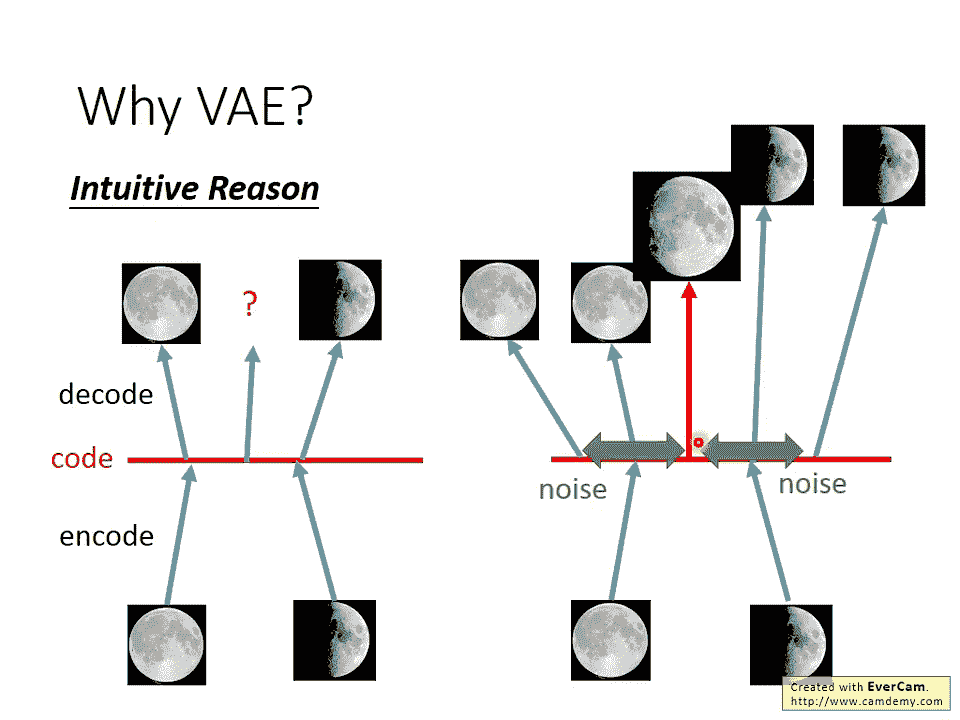 Why VAE?
Intuitive Reason
?
decode
code
noise
noise
encode
Created with EverCam.
http://www.camdemy.com